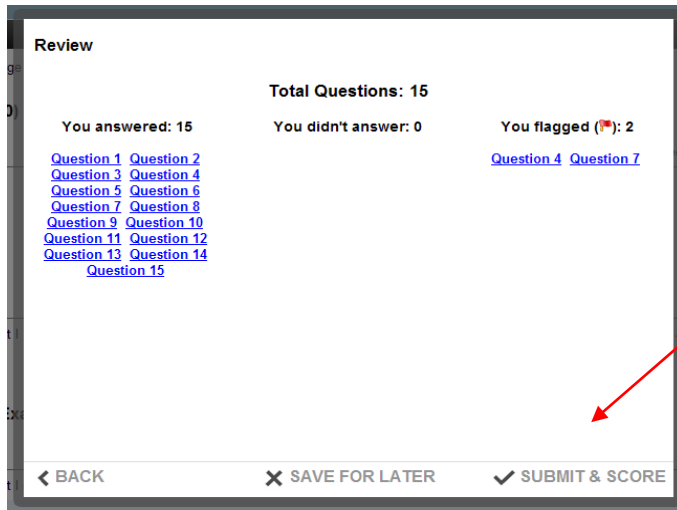 Review
Total Questions: 15
You answered: 15
You didn't answer: 0
You flagged (): 2
Question 1 Question 2
Question 3 Question 4
Question 5 Question 6
Question 7 Question 8
Question 9 Question 10
Question 11 Question 12
Question 13 Question 14
Question 15
Question 4 Question 7
BACK
SAVE FOR LATER
SUBMIT & SCORE